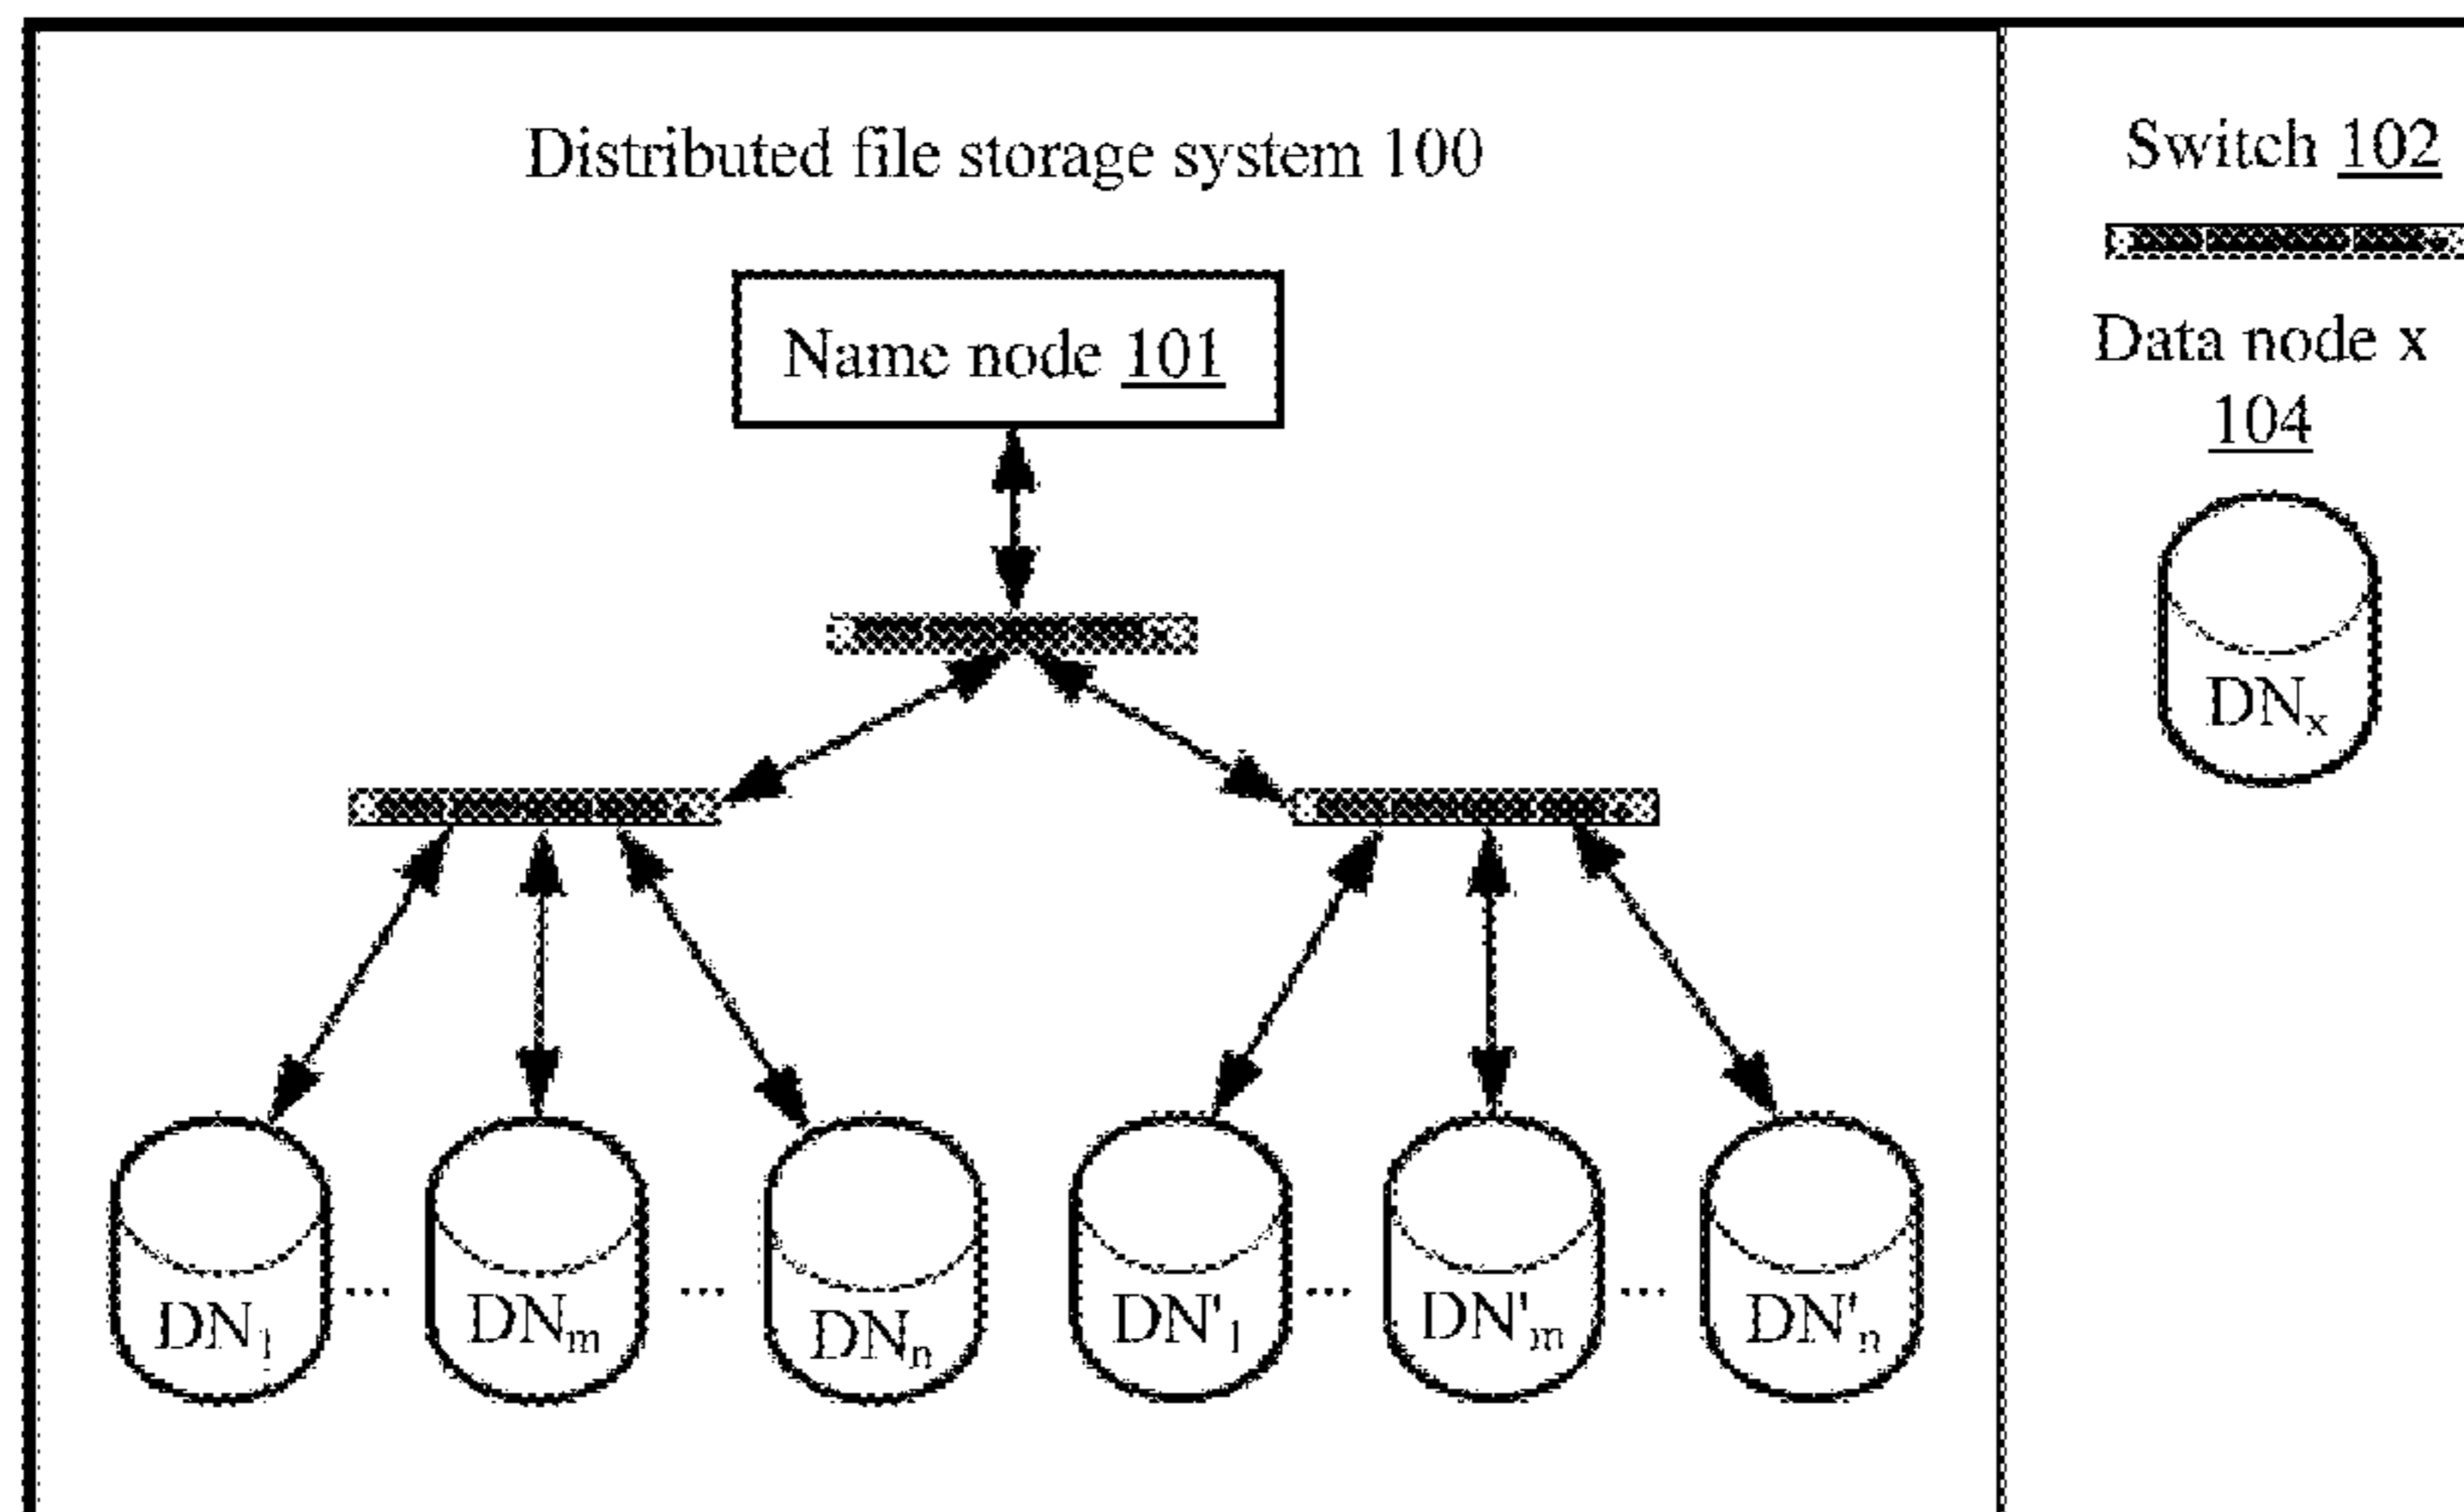 Distributed file storage system 100
Name node 101
DN₁ ... DNₘ ... DNₙ DN'₁ ... DN'ₘ ... DN'ₙ
Switch 102
Data node x
104
DNₓ